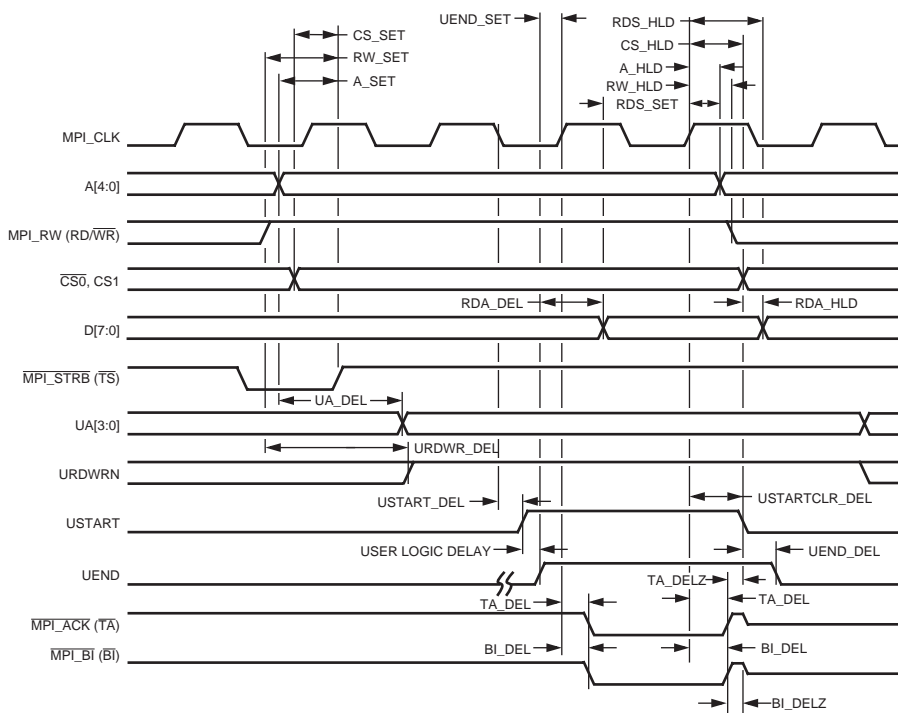 UEND_SET
RDS_HLD
CS_SET
CS_HLD
RW_SET
A_HLD
A_SET
RW_HLD
RDS_SET
MPI_CLK
A[4:0]
MPI_RW (RD/WR)
CS0, CS1
RDA_DEL
RDA_HLD
D[7:0]
MPI_STRB (TS)
UA_DEL
UA[3:0]
URDWR_DEL
URDWRN
USTART_DEL
USTARTCLR_DEL
USTART
USER LOGIC DELAY
UEND_DEL
UEND
TA_DELZ
TA_DEL
TA_DEL
MPI_ACK (TA)
BI_DEL
BI_DEL
MPI_BI (BI)
BI_DELZ